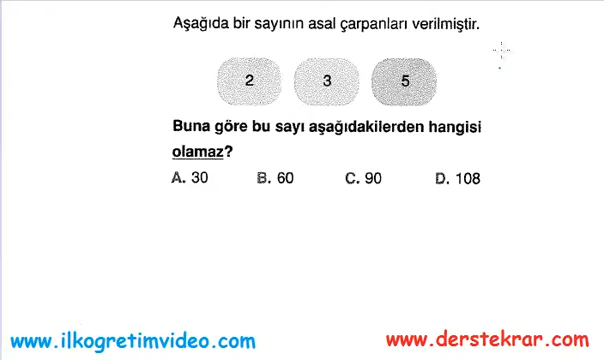 Aşağıda bir sayının asal çarpanları verilmiştir.
2 3 5
Buna göre bu sayı aşağıdakilerden hangisi
olamaz?
A. 30 B. 60 C. 90 D. 108
www.ilkogretimvideo.com www.derstekrar.com